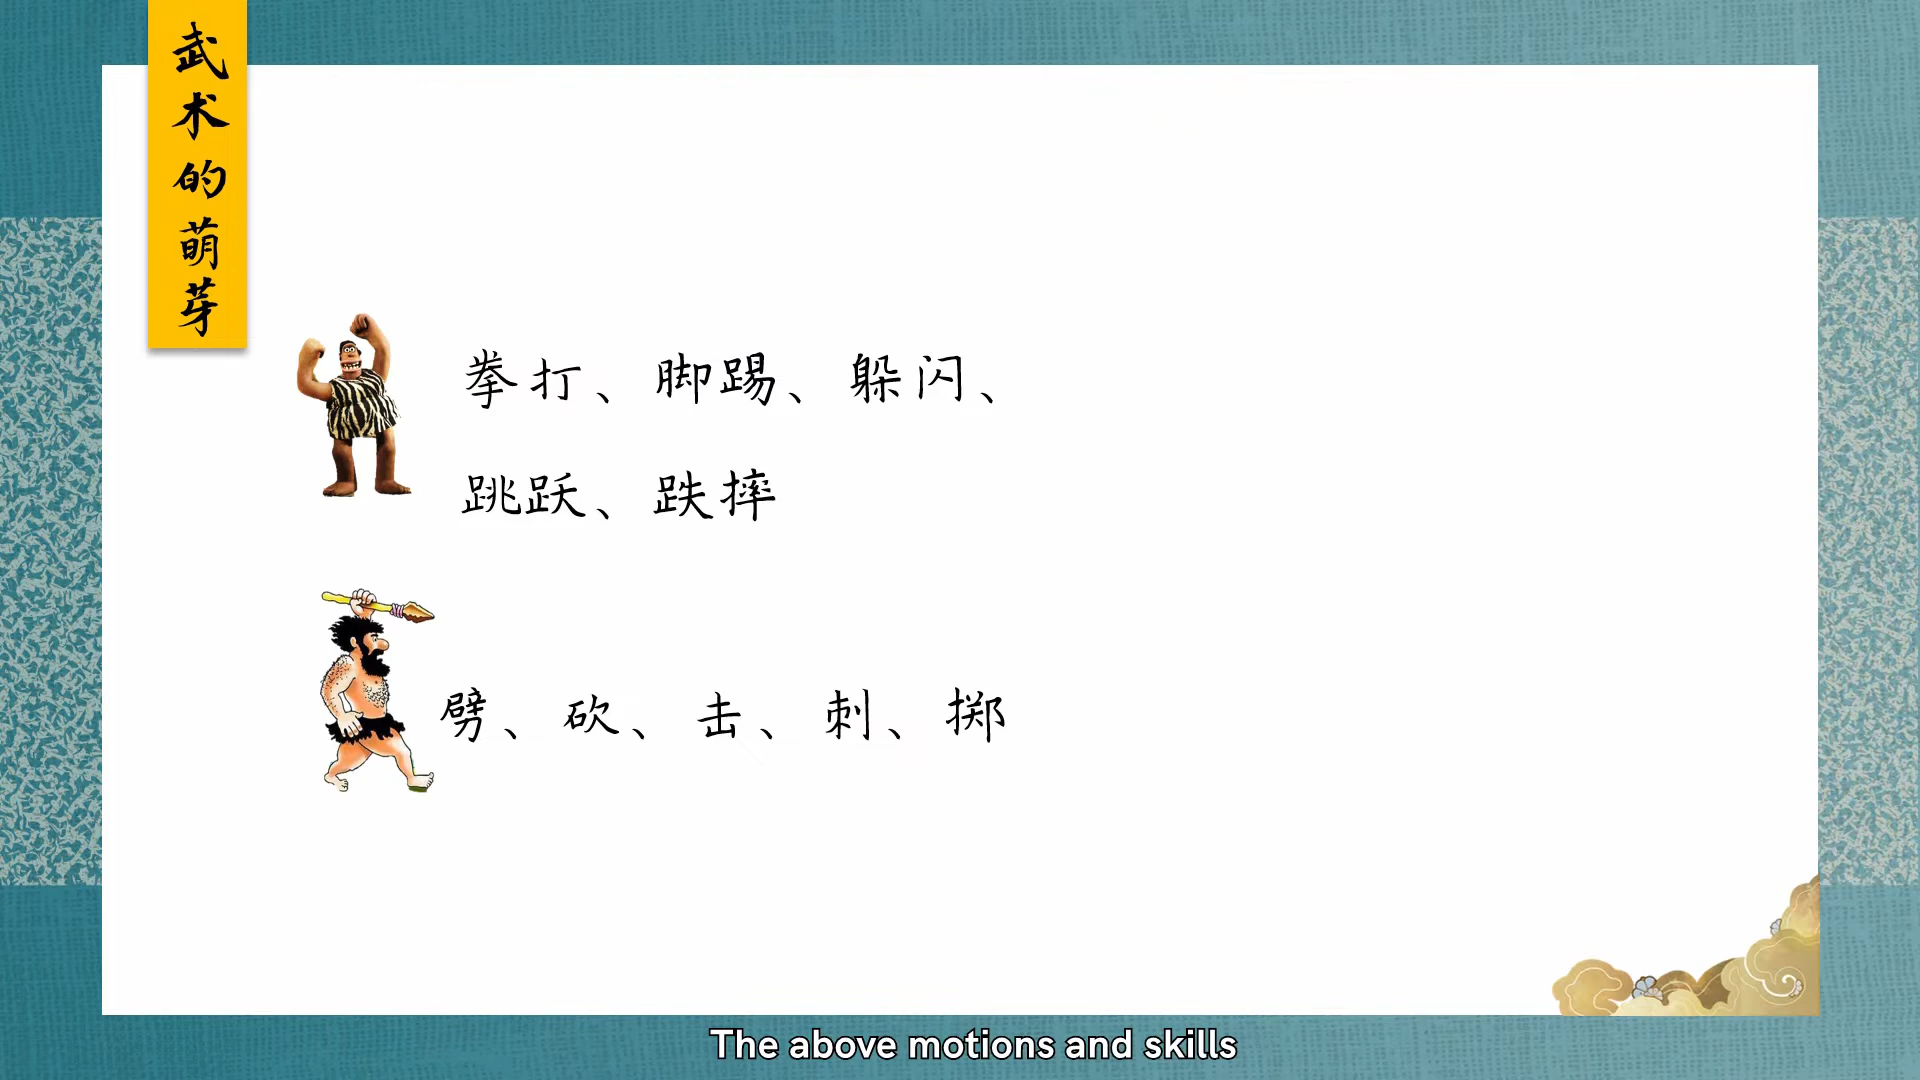 武术的萌芽
拳打、脚踢、躲闪、
跳跃、跌摔
劈、砍、击、刺、掷
The above motions and skills